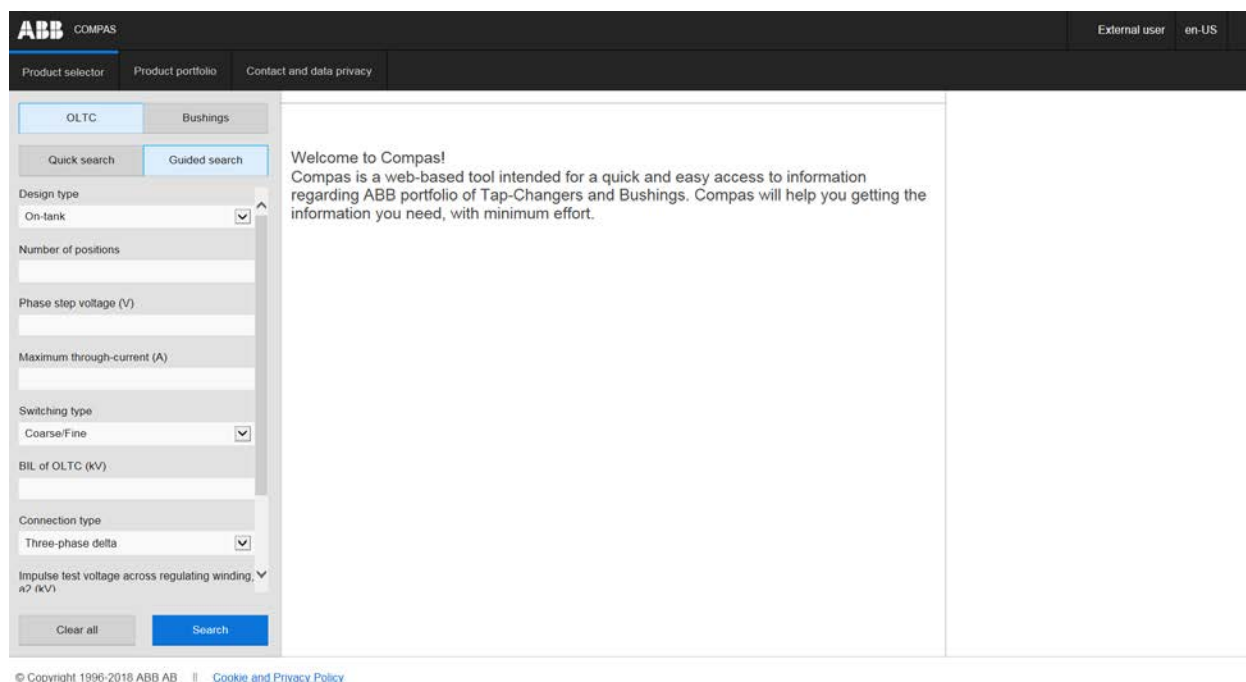 ABB COMPAS
External user en-US
Product selector Product portfolio Contact and data privacy
OLTC Bushings
Quick search Guided search
Design type
On-tank
Number of positions
Phase step voltage (V)
Maximum through-current (A)
Switching type
Coarse/Fine
BIL of OLTC (kV)
Connection type
Three-phase delta
Impulse test voltage across regulating winding,
a2 (kV)
Clear all Search
Welcome to Compas!
Compas is a web-based tool intended for a quick and easy access to information
regarding ABB portfolio of Tap-Changers and Bushings. Compas will help you getting the
information you need, with minimum effort.
© Copyright 1996-2018 ABB AB || Cookie and Privacy Policy